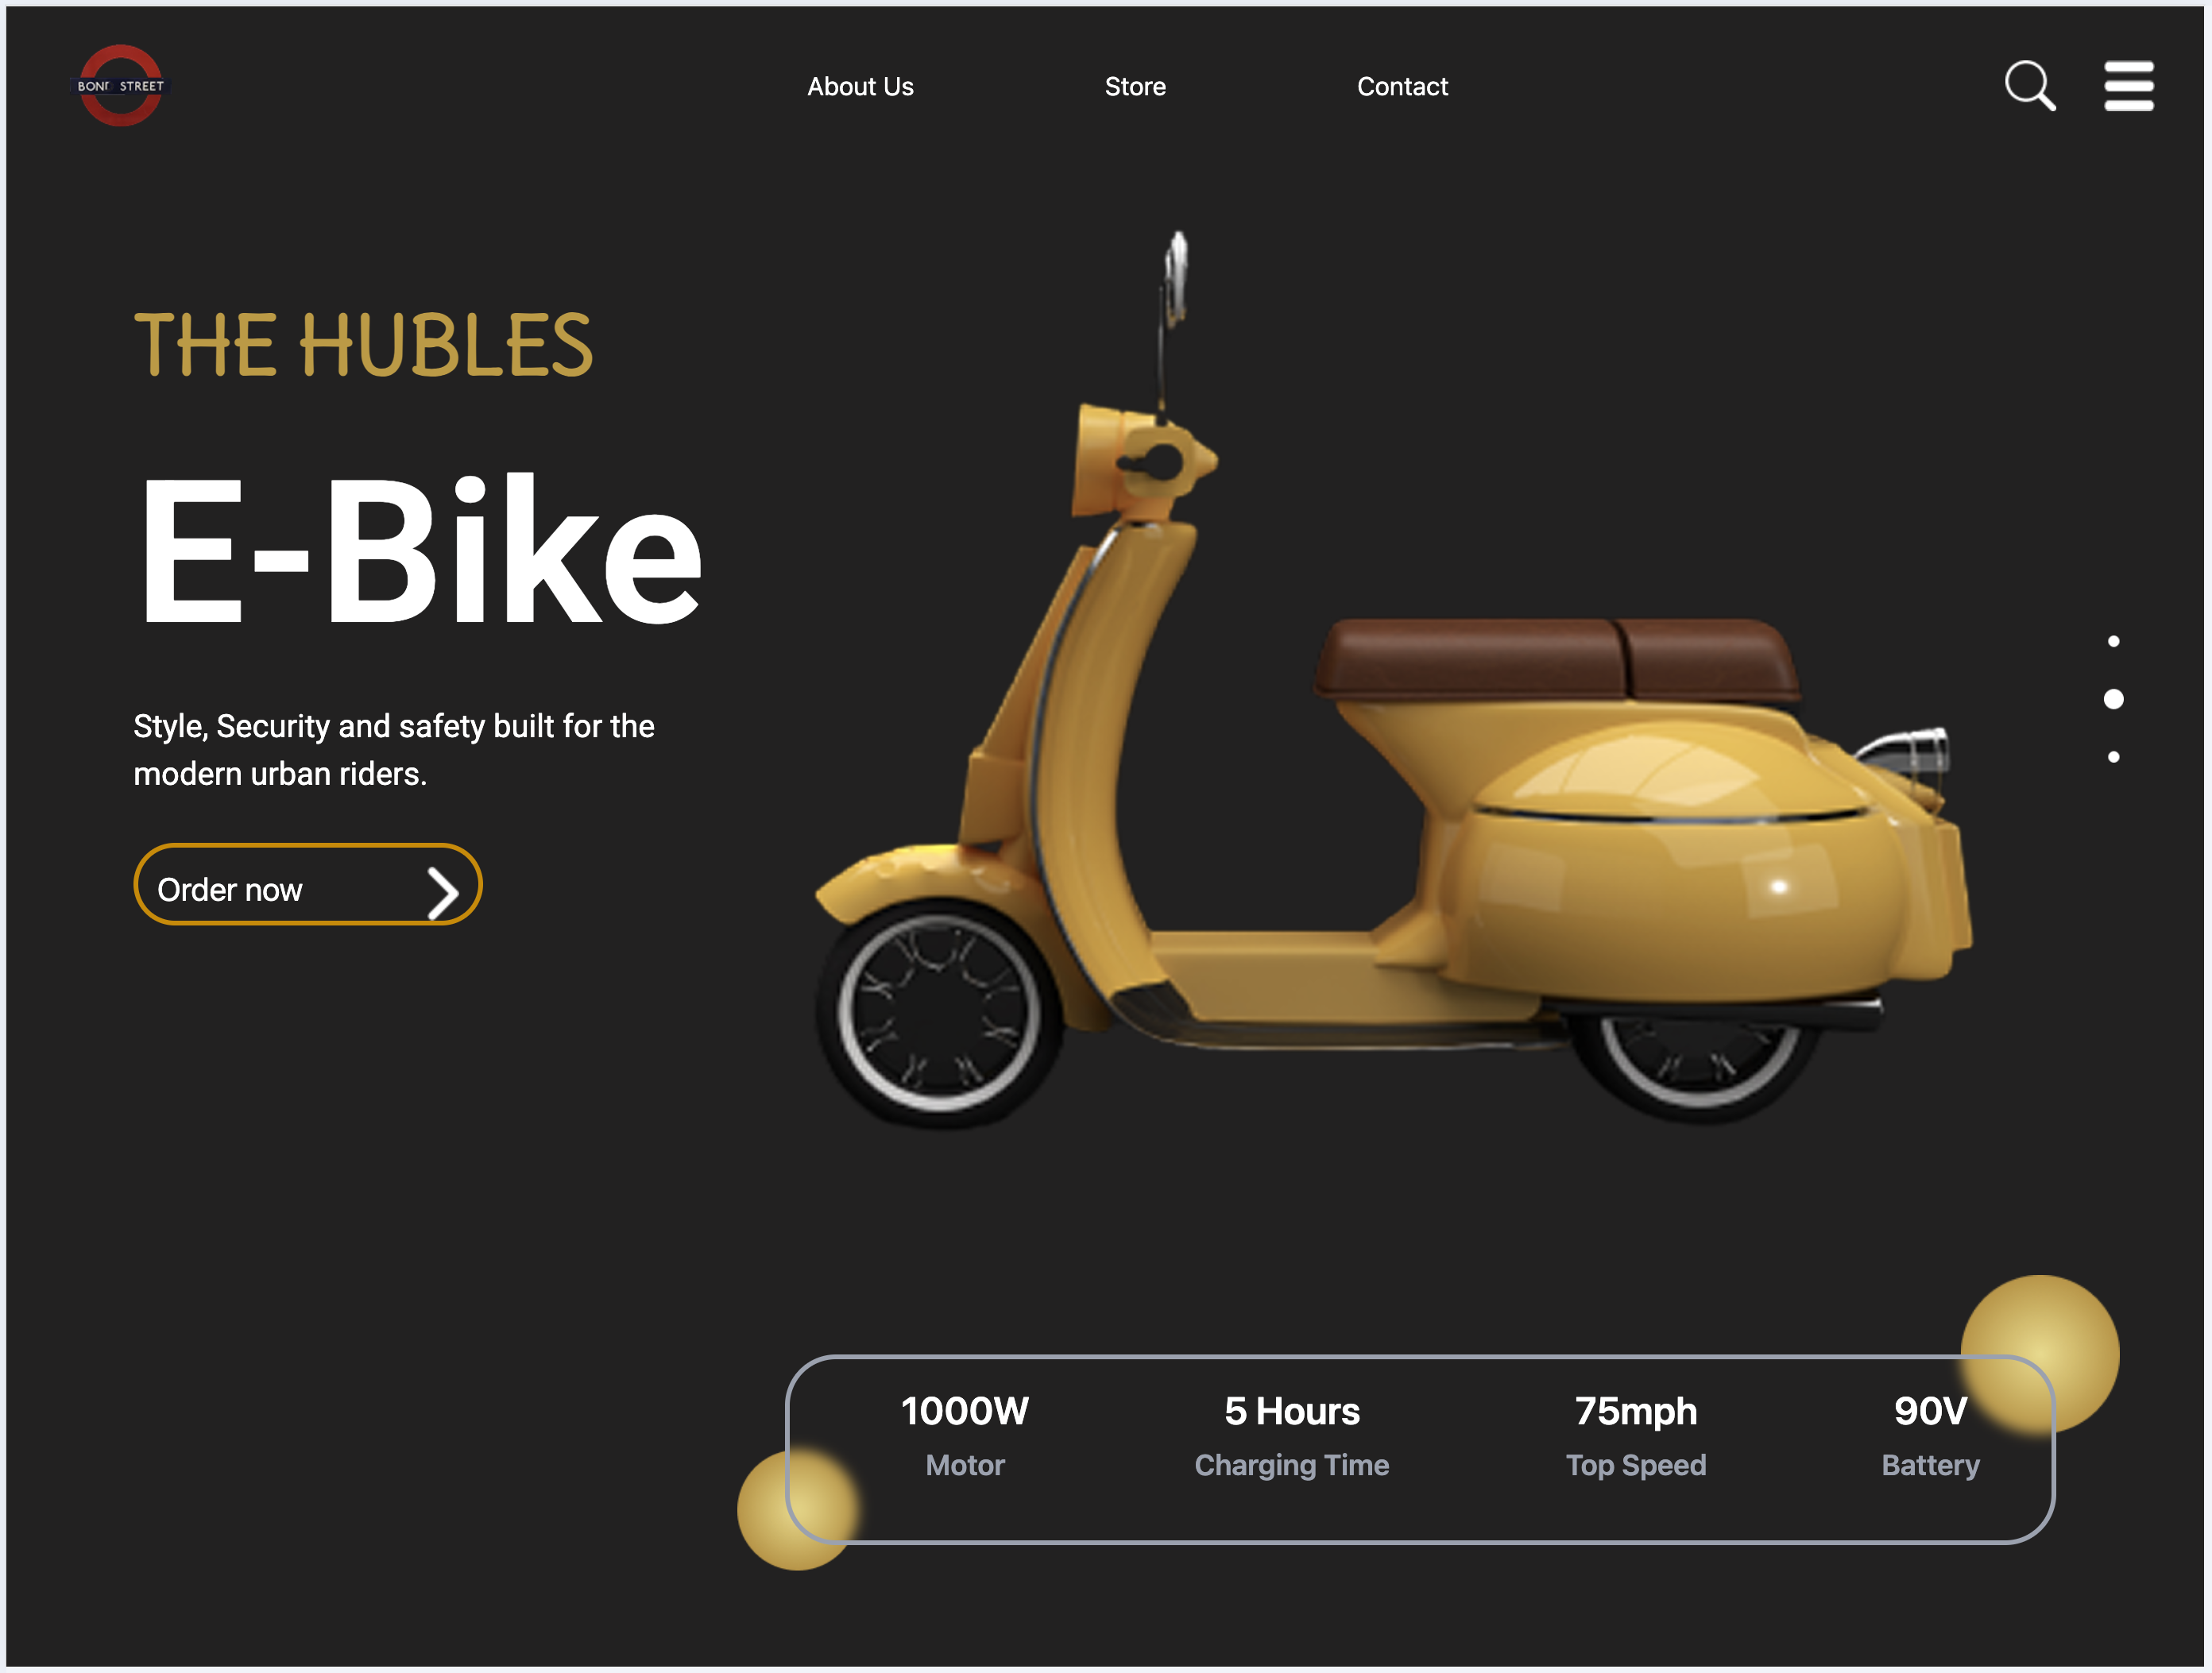 BOND STREET
About Us
Store
Contact
THE HUBLES
E-Bike
Style, Security and safety built for the
modern urban riders.
Order now
1000W
Motor
5 Hours
Charging Time
75mph
Top Speed
90V
Battery